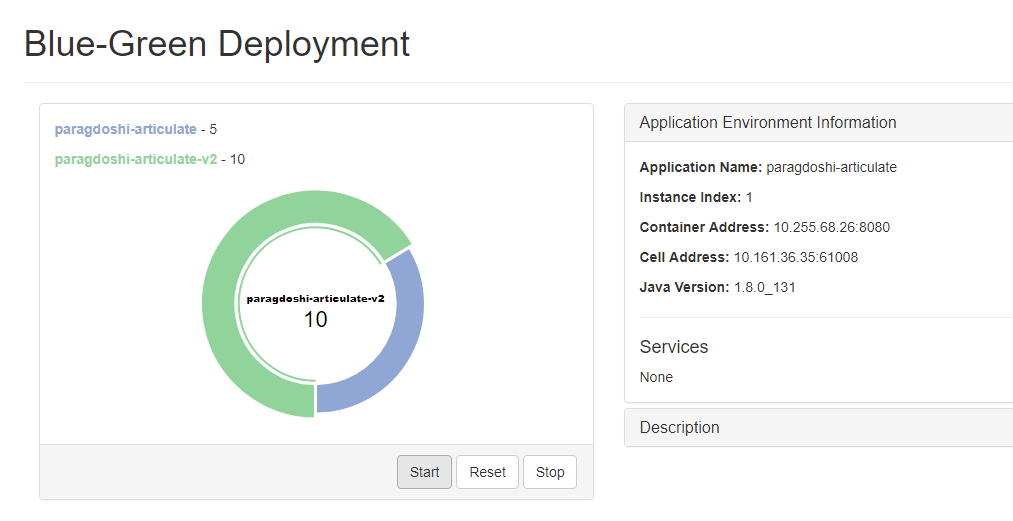 Blue-Green Deployment
paragdoshi-articulate - 5
paragdoshi-articulate-v2 - 10
paragdoshi-articulate-v2
10
Start Reset Stop
Application Environment Information
Application Name: paragdoshi-articulate
Instance Index: 1
Container Address: 10.255.68.26:8080
Cell Address: 10.161.36.35:61008
Java Version: 1.8.0_131
Services
None
Description